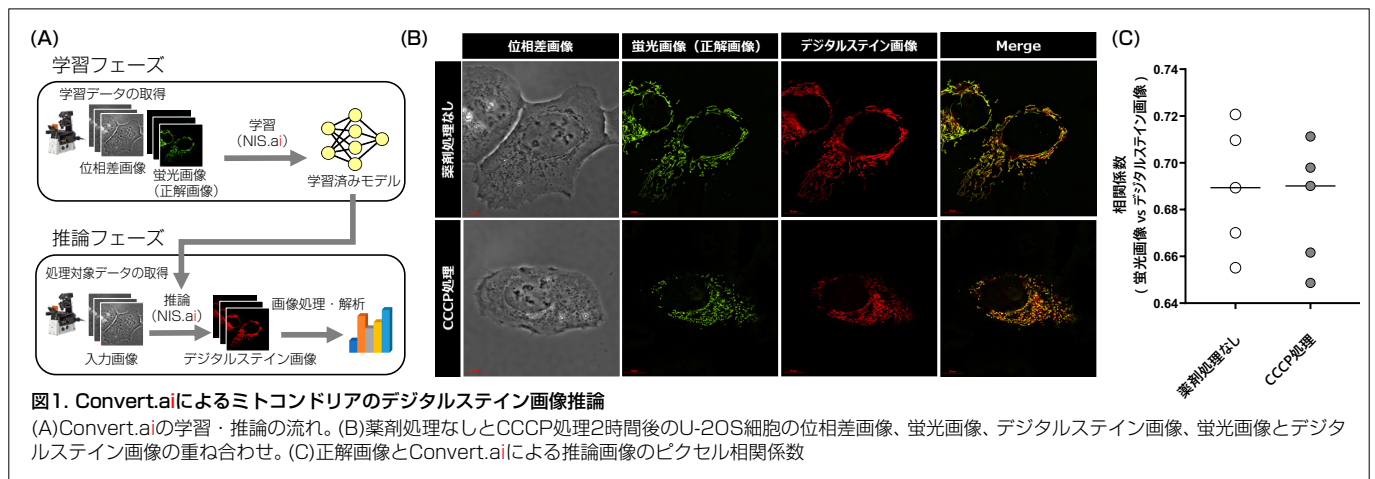 (A)
学習フェーズ
学習データの取得
位相差画像
蛍光画像
(正解画像)
学習
(NIS.ai)
学習済みモデル
推論フェーズ
処理対象データの取得
入力画像
推論
(NIS.ai)
デジタルステイン画像
画像処理・解析
(B)
位相差画像
蛍光画像（正解画像）
デジタルステイン画像
Merge
薬剤処理なし
CCCP処理
(C)
相関係数
( 蛍光画像 vs デジタルステイン画像 )
0.74
0.72
0.70
0.68
0.66
0.64
薬剤処理なし
CCCP処理
図1. Convert.aiによるミトコンドリアのデジタルステイン画像推論
(A)Convert.aiの学習・推論の流れ。(B)薬剤処理なしとCCCP処理2時間後のU-2OS細胞の位相差画像、蛍光画像、デジタルステイン画像、蛍光画像とデジタ
ルステイン画像の重ね合わせ。(C)正解画像とConvert.aiによる推論画像のピクセル相関係数